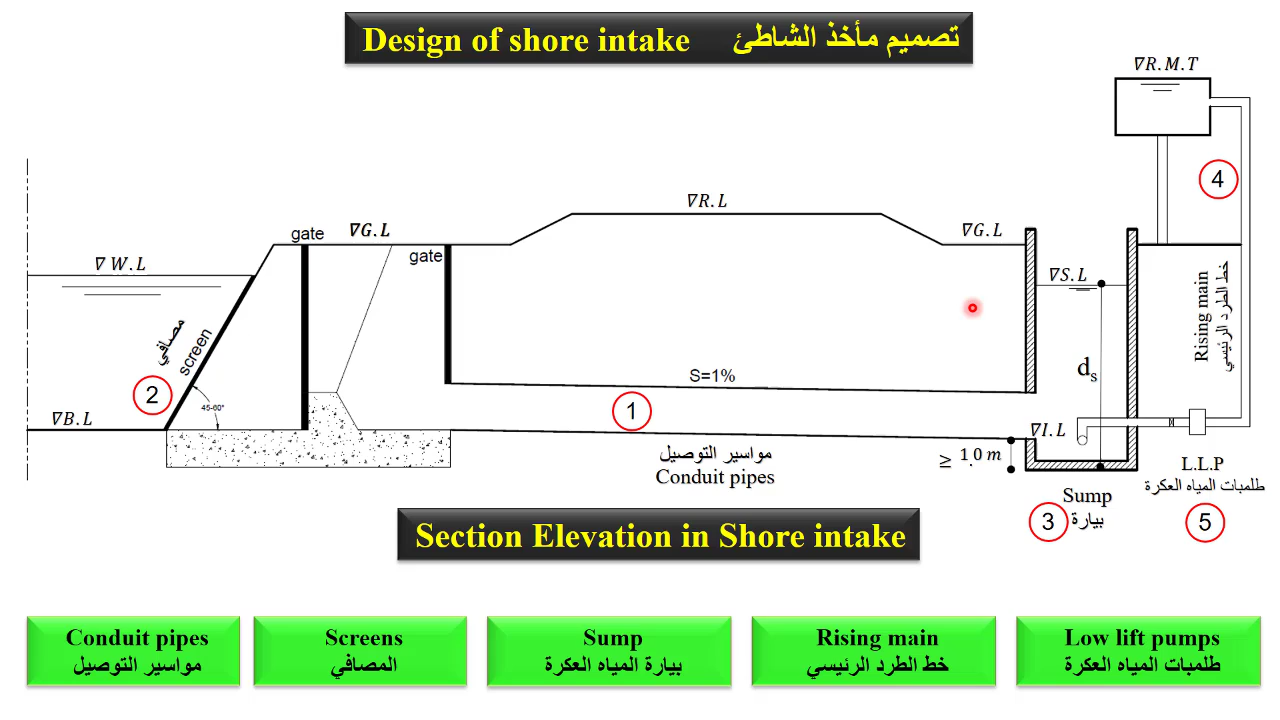 Design of shore intake تصميم مأخذ الشاطئ
∇R.M.T
4
∇R.L
gate
∇G.L
gate
∇G.L
∇W.L
∇S.L
مصافي
screen
2
45-60°
∇B.L
S=1%
1
مواسير التوصيل
Conduit pipes
d_s
∇I.L
≥ 1.0 m
Rising main
خط الطرد الرئيسي
L.L.P
طلمبات المياه العكرة
5
Sump
بيارة
3
Section Elevation in Shore intake
Conduit pipes
مواسير التوصيل
Screens
المصافي
Sump
بيارة المياه العكرة
Rising main
خط الطرد الرئيسي
Low lift pumps
طلمبات المياه العكرة